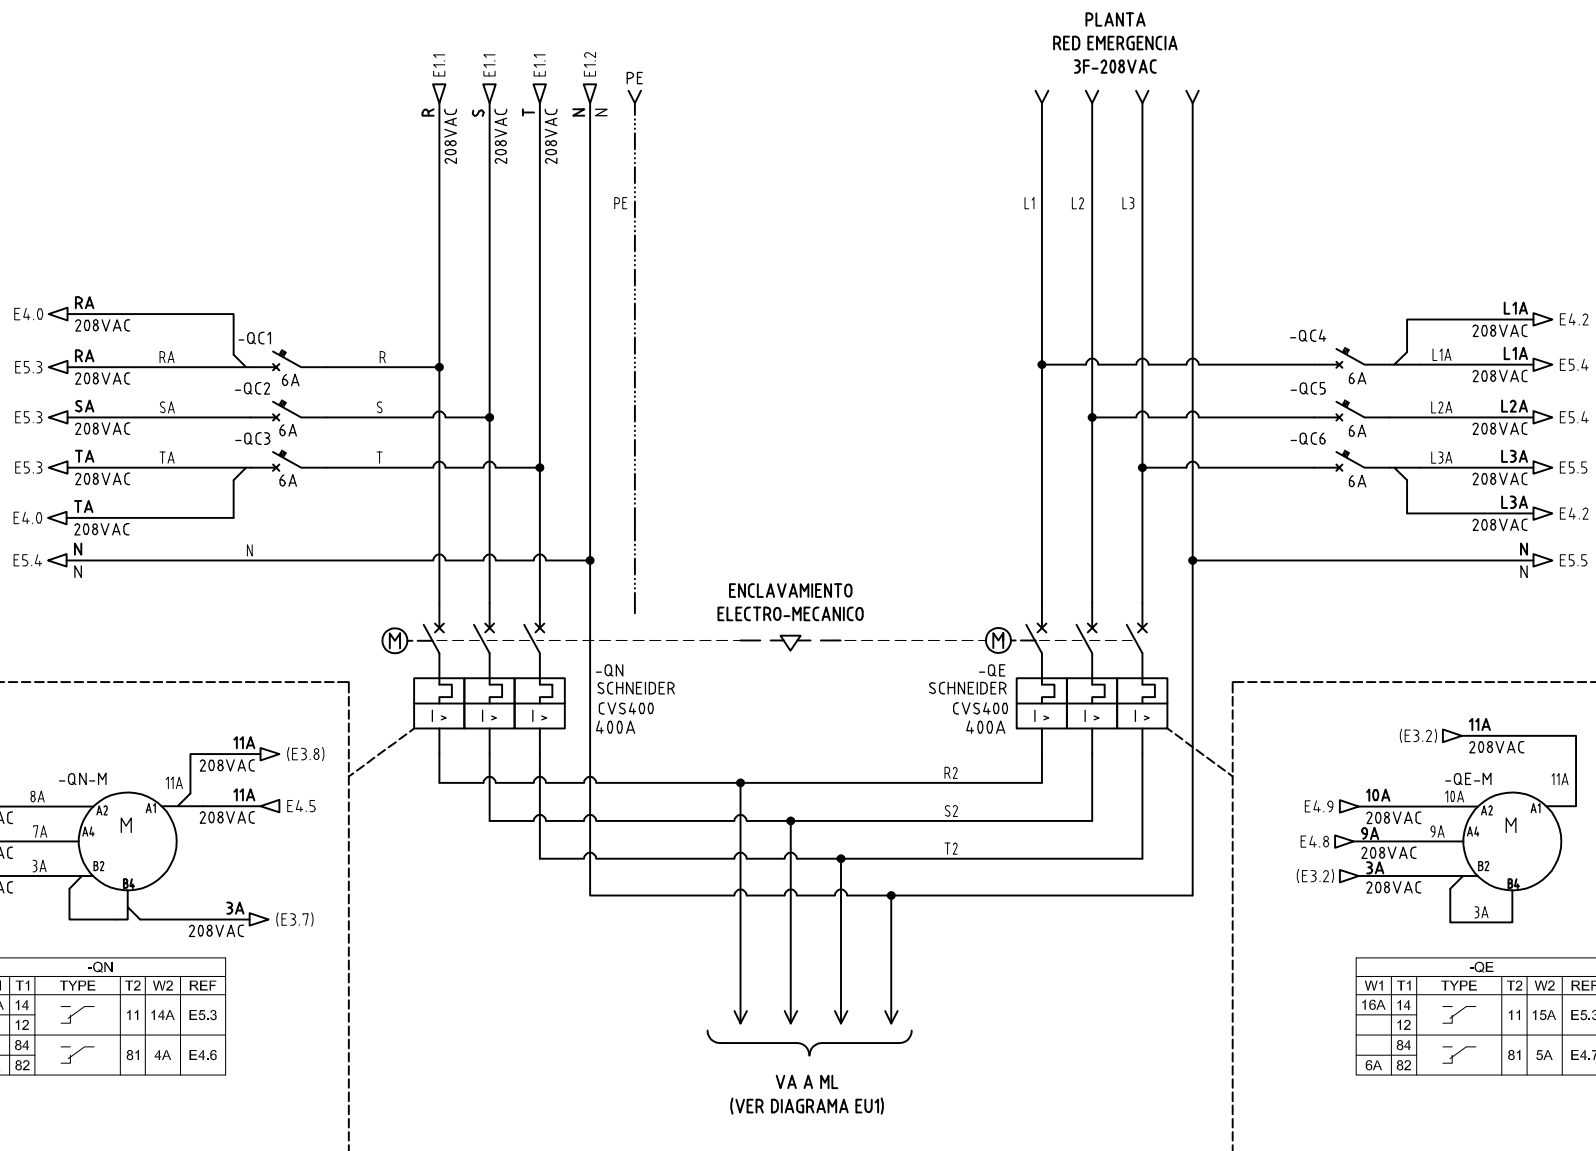 PLANTA
RED EMERGENCIA
3F-208VAC
E1.1
E1.1
E1.1
E1.2
PE
R
208VAC
S
208VAC
T
208VAC
N
N
PE
L1
L2
L3
E4.0
RA
208VAC
-QC1
E5.3
RA
208VAC
RA
6A
R
-QC2
E5.3
SA
208VAC
SA
6A
S
-QC3
E5.3
TA
208VAC
TA
6A
T
E4.0
TA
208VAC
E5.4
N
N
N
L1A
208VAC
E4.2
-QC4
6A
L1A
L1A
208VAC
E5.4
-QC5
6A
L2A
L2A
208VAC
E5.4
-QC6
6A
L3A
L3A
208VAC
E5.5
L3A
208VAC
E4.2
N
N
E5.5
ENCLAVAMIENTO
ELECTRO-MECANICO
M
M
-QN
SCHNEIDER
CVS400
400A
-QE
SCHNEIDER
CVS400
400A
I >
I >
I >
I >
I >
I >
R2
S2
T2
11A
208VAC
(E3.8)
-QN-M
11A
8A
A2
A1
11A
208VAC
E4.5
AC
7A
A4
M
AC
3A
B2
AC
B4
3A
208VAC
(E3.7)
11A
208VAC
(E3.2)
-QE-M
11A
E4.9
10A
208VAC
10A
A2
A1
E4.8
9A
208VAC
9A
A4
M
(E3.2)
3A
208VAC
B2
B4
3A
-QN
T1 TYPE T2 W2 REF
14 11 14A E5.3
12
84 81 4A E4.6
82
-QE
W1 T1 TYPE T2 W2 REF
16A 14 11 15A E5.3
12
84 81 5A E4.7
6A 82
VA A ML
(VER DIAGRAMA EU1)